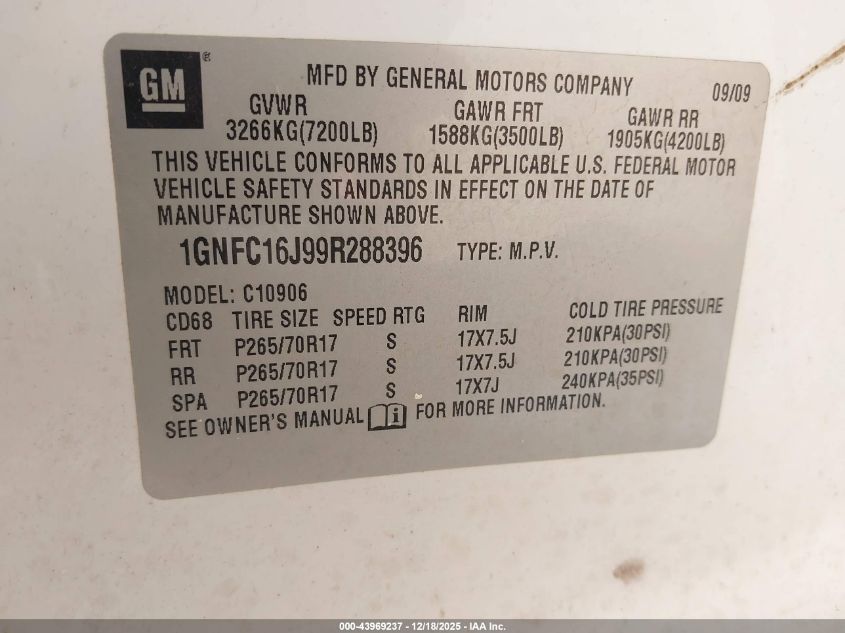 GM®
MFD BY GENERAL MOTORS COMPANY 09/09
GVWR GAWR FRT GAWR RR
3266KG(7200LB) 1588KG(3500LB) 1905KG(4200LB)
THIS VEHICLE CONFORMS TO ALL APPLICABLE U.S. FEDERAL MOTOR
VEHICLE SAFETY STANDARDS IN EFFECT ON THE DATE OF
MANUFACTURE SHOWN ABOVE.
1GNFC16J99R288396 TYPE: M.P.V.
MODEL: C10906
CD68 TIRE SIZE SPEED RTG RIM COLD TIRE PRESSURE
FRT P265/70R17 S 17X7.5J 210KPA(30PSI)
RR P265/70R17 S 17X7.5J 210KPA(30PSI)
SPA P265/70R17 S 17X7J 240KPA(35PSI)
SEE OWNER'S MANUAL i FOR MORE INFORMATION.
000-43969237 - 12/18/2025 - IAA Inc.